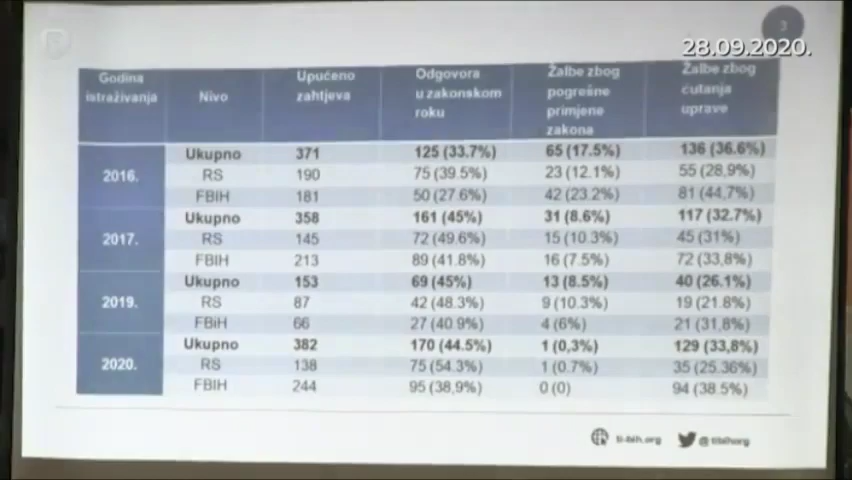 3
28.09.2020.
Godina istraživanja Nivo Upućeno zahtjeva Odgovora u zakonskom roku Žalbe zbog pogrešne primjene zakona Žalbe zbog ćutanja uprave
2016. Ukupno 371 125 (33.7%) 65 (17.5%) 136 (36.6%)
RS 190 75 (39.5%) 23 (12.1%) 55 (28,9%)
FBIH 181 50 (27.6%) 42 (23.2%) 81 (44,7%)
2017. Ukupno 358 161 (45%) 31 (8.6%) 117 (32.7%)
RS 145 72 (49.6%) 15 (10.3%) 45 (31%)
FBIH 213 89 (41.8%) 16 (7.5%) 72 (33,8%)
2019. Ukupno 153 69 (45%) 13 (8.5%) 40 (26.1%)
RS 87 42 (48.3%) 9 (10.3%) 19 (21.8%)
FBiH 66 27 (40.9%) 4 (6%) 21 (31,8%)
2020. Ukupno 382 170 (44.5%) 1 (0,3%) 129 (33,8%)
RS 138 75 (54.3%) 1 (0.7%) 35 (25.36%)
FBIH 244 95 (38,9%) 0 (0) 94 (38.5%)
ti-bih.org @tibihorg